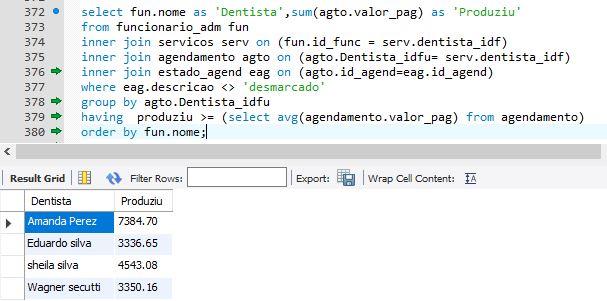 372 select fun.nome as 'Dentista',sum(agto.valor_pag) as 'Produziu'
373 from funcionario_adm fun
374 inner join servicos serv on (fun.id_func = serv.dentista_idf)
375 inner join agendamento agto on (agto.Dentista_idfu= serv.dentista_idf)
376 inner join estado_agend eag on (agto.id_agend=eag.id_agend)
377 where eag.descricao <> 'desmarcado'
378 group by agto.Dentista_idfu
379 having  produziu >= (select avg(agendamento.valor_pag) from agendamento)
380 order by fun.nome;
Result Grid Filter Rows: Export: Wrap Cell Content:
Dentista Produziu
Amanda Perez 7384.70
Eduardo silva 3336.65
sheila silva 4543.08
Wagner secutti 3350.16